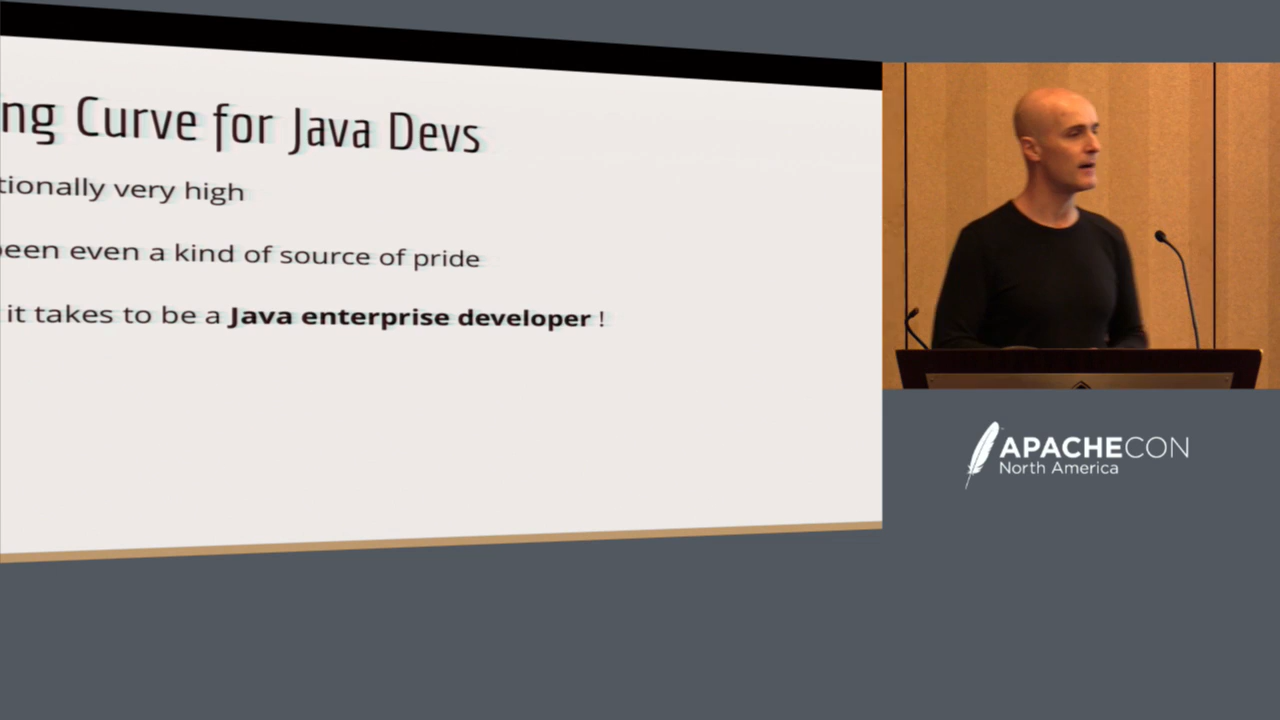 ng Curve for Java Devs
tionally very high
een even a kind of source of pride
it takes to be a Java enterprise developer !
APACHECON
North America